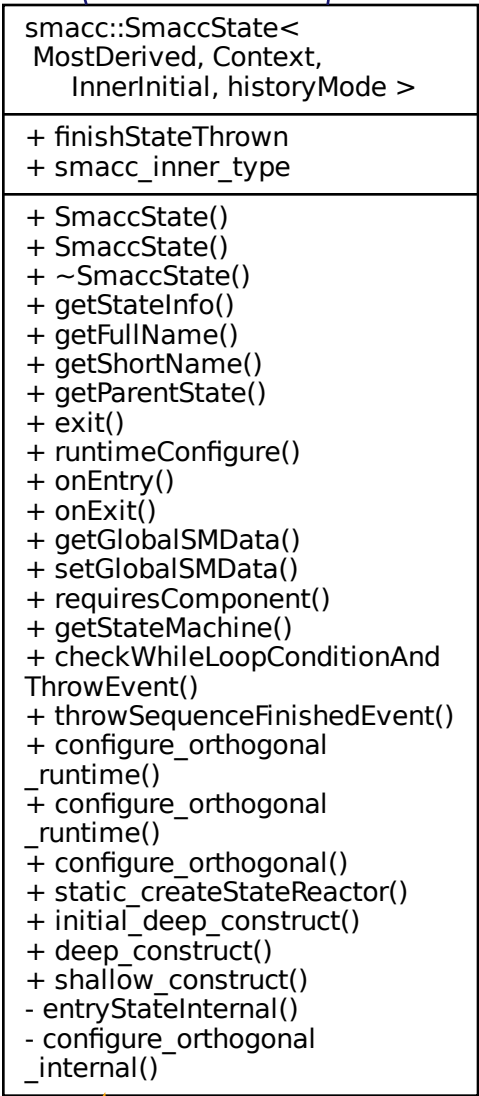 smacc::SmaccState<
MostDerived, Context,
InnerInitial, historyMode >
+ finishStateThrown
+ smacc_inner_type
+ SmaccState()
+ SmaccState()
+ ~SmaccState()
+ getStateInfo()
+ getFullName()
+ getShortName()
+ getParentState()
+ exit()
+ runtimeConfigure()
+ onEntry()
+ onExit()
+ getGlobalSMData()
+ setGlobalSMData()
+ requiresComponent()
+ getStateMachine()
+ checkWhileLoopConditionAnd
ThrowEvent()
+ throwSequenceFinishedEvent()
+ configure_orthogonal
_runtime()
+ configure_orthogonal
_runtime()
+ configure_orthogonal()
+ static_createStateReactor()
+ initial_deep_construct()
+ deep_construct()
+ shallow_construct()
- entryStateInternal()
- configure_orthogonal
_internal()